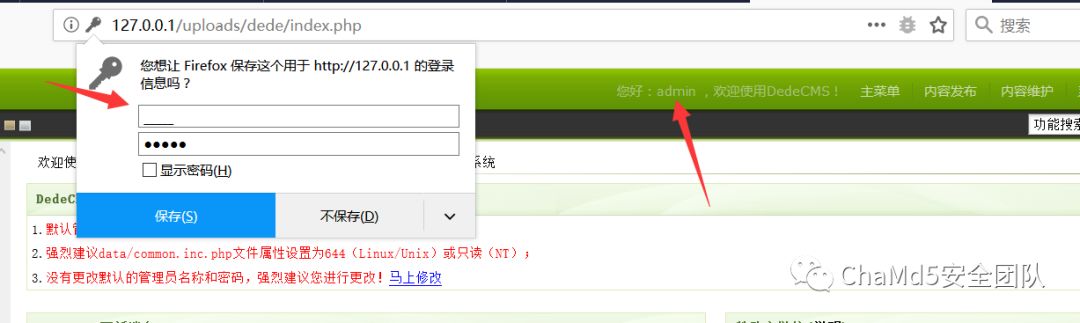 127.0.0.1/uploads/dede/index.php
搜索
您想让 Firefox 保存这个用于 http://127.0.0.1 的登录
信息吗？
____
●●●●●
显示密码(H)
保存(S)
不保存(D)
您好：admin ，欢迎使用DedeCMS！
主菜单
内容发布
内容维护
功能搜索
欢迎使
系统
DedeC
1.默认管
2.强烈建议data/common.inc.php文件属性设置为644（Linux/Unix）或只读（NT）；
3.没有更改默认的管理员名称和密码，强烈建议您进行更改！马上修改
ChaMd5安全团队